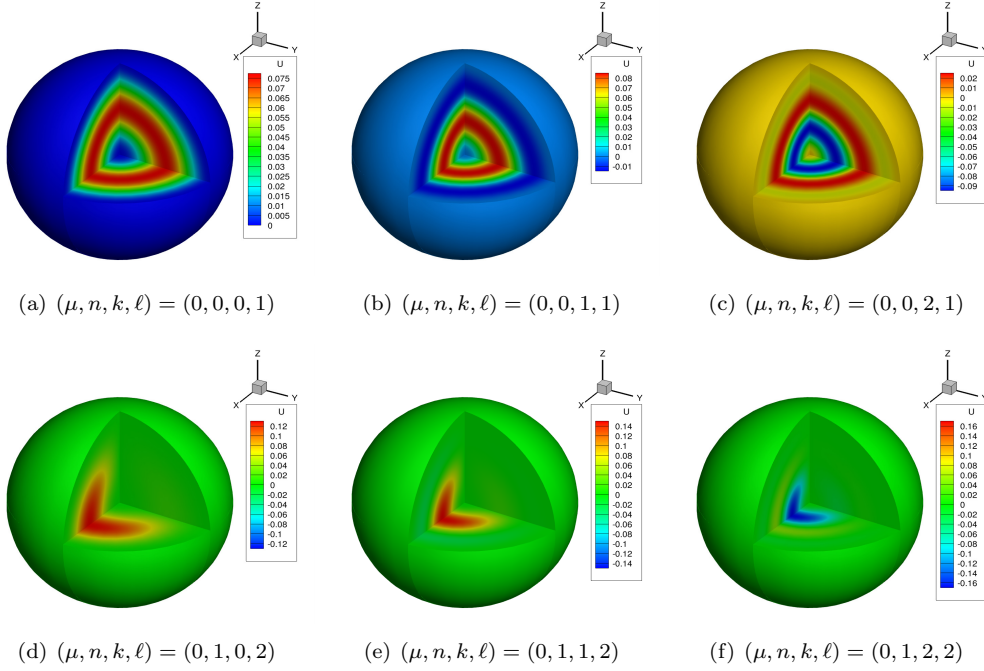 Z
X
Y
U
0.075
0.07
0.065
0.06
0.055
0.05
0.045
0.04
0.035
0.03
0.025
0.02
0.015
0.01
0.005
0
(a) (μ, n, k, ℓ) = (0, 0, 0, 1)
Z
X
Y
U
0.08
0.07
0.06
0.05
0.04
0.03
0.02
0.01
0
-0.01
(b) (μ, n, k, ℓ) = (0, 0, 1, 1)
Z
X
Y
U
0.02
0.01
0
-0.01
-0.02
-0.03
-0.04
-0.05
-0.06
-0.07
-0.08
-0.09
(c) (μ, n, k, ℓ) = (0, 0, 2, 1)
Z
X
Y
U
0.12
0.1
0.08
0.06
0.04
0.02
0
-0.02
-0.04
-0.06
-0.08
-0.1
-0.12
(d) (μ, n, k, ℓ) = (0, 1, 0, 2)
Z
X
Y
U
0.14
0.12
0.1
0.08
0.06
0.04
0.02
0
-0.02
-0.04
-0.06
-0.08
-0.1
-0.12
-0.14
(e) (μ, n, k, ℓ) = (0, 1, 1, 2)
Z
X
Y
U
0.16
0.14
0.12
0.1
0.08
0.06
0.04
0.02
0
-0.02
-0.04
-0.06
-0.08
-0.1
-0.12
-0.14
-0.16
(f) (μ, n, k, ℓ) = (0, 1, 2, 2)